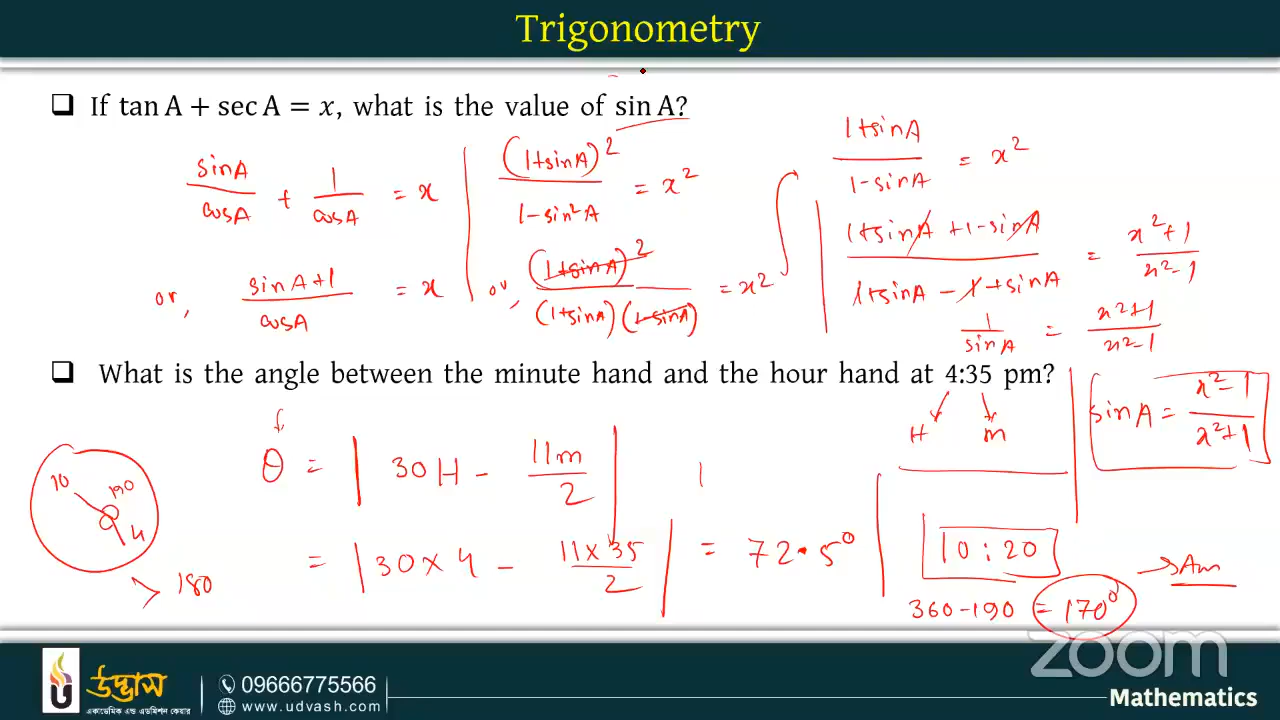 Trigonometry
❑ If tan A + sec A = x, what is the value of sin A?
sinA/cosA + 1/cosA = x
or, sinA+1/cosA = x
(1+sinA)²/1-sin²A = x²
or, (1+sinA)²/(1+sinA)(1-sinA) = x²
1+sinA/1-sinA = x²
1+sinA+1-sinA/1+sinA-1+sinA = x²+1/x²-1
1/sinA = x²+1/x²-1
sinA = x²-1/x²+1
❑ What is the angle between the minute hand and the hour hand at 4:35 pm?
H m
θ = | 30H - 11m/2 |
= | 30×4 - 11×35/2 | = 72.5°
10 190 4
> 180
10:20
360-190 = 170° → Am
zoom
উদ্ভাস
একাডেমিক এন্ড এডমিশন কেয়ার
09666775566
www.udvash.com
Mathematics